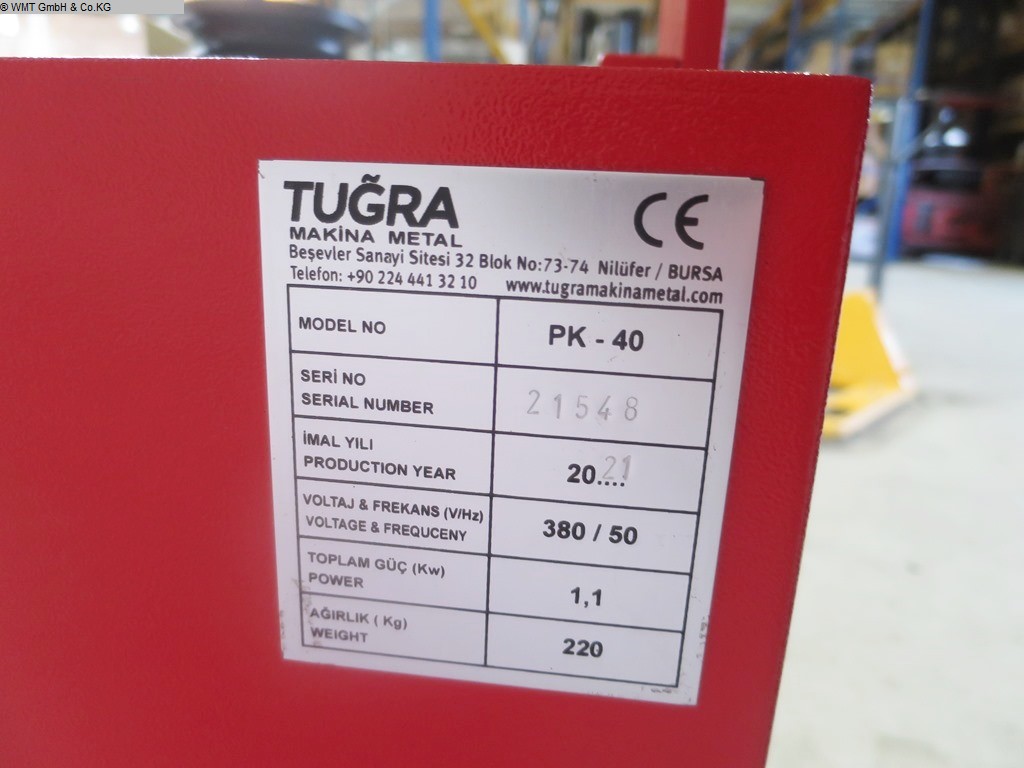 © WMT GmbH & Co.KG
TUĞRA
MAKİNA METAL
CE
Beşevler Sanayi Sitesi 32 Blok No:73-74 Nilüfer / BURSA
Telefon: +90 224 441 32 10 www.tugramakinametal.com
MODEL NO PK - 40
SERİ NO
SERIAL NUMBER 21548
İMAL YILI
PRODUCTION YEAR 20....21
VOLTAJ & FREKANS (V/Hz)
VOLTAGE & FREQUCENY 380 / 50
TOPLAM GÜÇ (Kw)
POWER 1,1
AĞIRLIK ( Kg)
WEIGHT 220